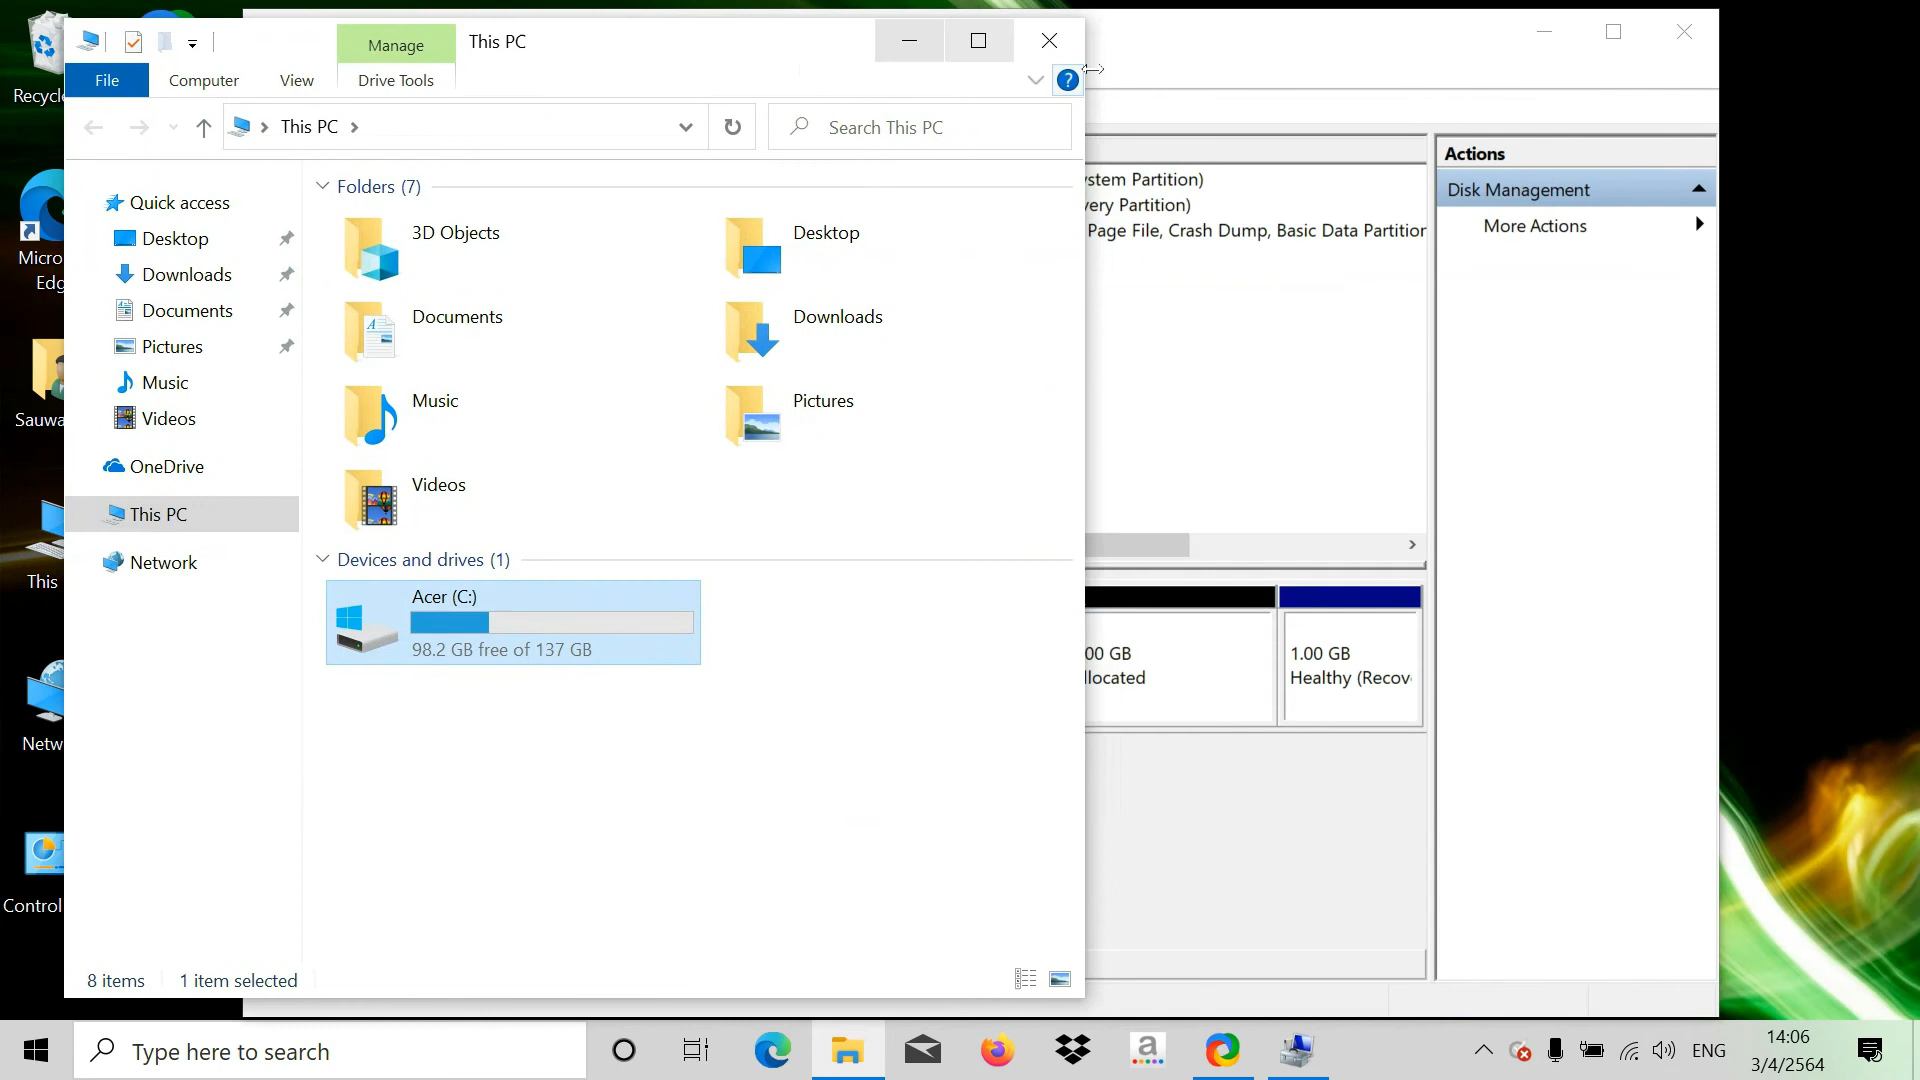 Manage
This PC
File
Computer
View
Drive Tools
?
This PC
Search This PC
Quick access
Desktop
Downloads
Documents
Pictures
Music
Videos
OneDrive
This PC
Network
Folders (7)
3D Objects
Desktop
Documents
Downloads
Music
Pictures
Videos
Devices and drives (1)
Acer (C:)
98.2 GB free of 137 GB
8 items
1 item selected
Recycle
Micro
Edg
Sauwa
This
Netw
Control
stem Partition)
very Partition)
Page File, Crash Dump, Basic Data Partition
00 GB
llocated
1.00 GB
Healthy (Recov
Actions
Disk Management
More Actions
Type here to search
a
ENG
14:06
3/4/2564